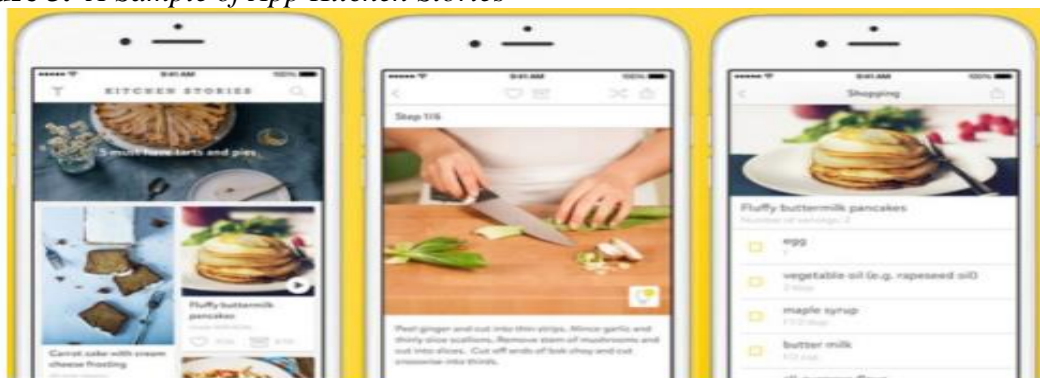 A Sample of App Kitchen Stories
9:41 AM
100%
KITCHEN STORIES
5 must have tarts and pies
Fluffy buttermilk
pancakes
Carrot cake with cream
cheese frosting
9:41 AM
100%
Step 1/6
Peel ginger and cut into thin strips. Mince garlic and
thinly slice scallions. Remove stem of mushrooms and
cut into slices. Cut off ends of bok choy and cut
crosswise into thirds.
9:41 AM
100%
Shopping
Fluffy buttermilk pancakes
Number of servings: 2
egg
1
vegetable oil (e.g. rapeseed oil)
2 tbsp
maple syrup
butter milk